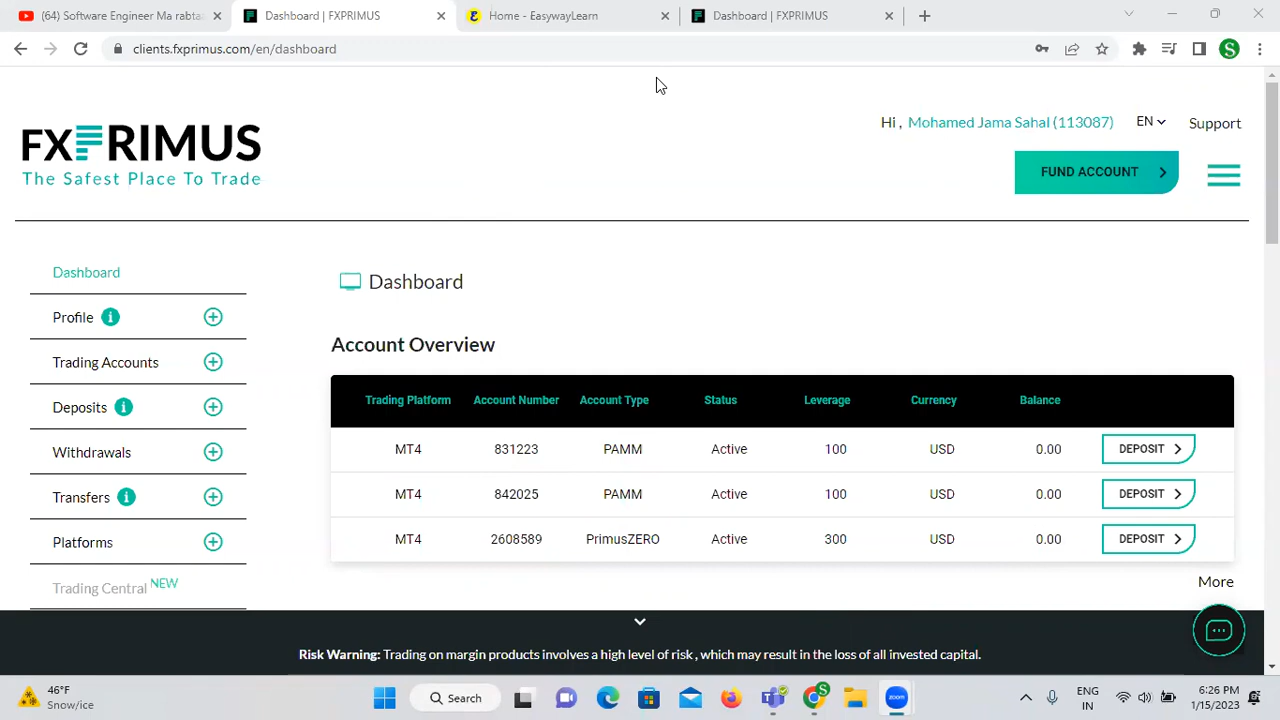 (64) Software Engineer Ma rabta
Dashboard | FXPRIMUS
Home - EasywayLearn
Dashboard | FXPRIMUS
clients.fxprimus.com/en/dashboard
S
FXPRIMUS
The Safest Place To Trade
Hi , Mohamed Jama Sahal (113087)
EN
Support
FUND ACCOUNT
Dashboard
Profile
Trading Accounts
Deposits
Withdrawals
Transfers
Platforms
Trading Central NEW
Dashboard
Account Overview
Trading Platform Account Number Account Type Status Leverage Currency Balance
MT4 831223 PAMM Active 100 USD 0.00 DEPOSIT
MT4 842025 PAMM Active 100 USD 0.00 DEPOSIT
MT4 2608589 PrimusZERO Active 300 USD 0.00 DEPOSIT
More
Risk Warning: Trading on margin products involves a high level of risk , which may result in the loss of all invested capital.
46°F
Snow/ice
Search
zoom
ENG
IN
6:26 PM
1/15/2023